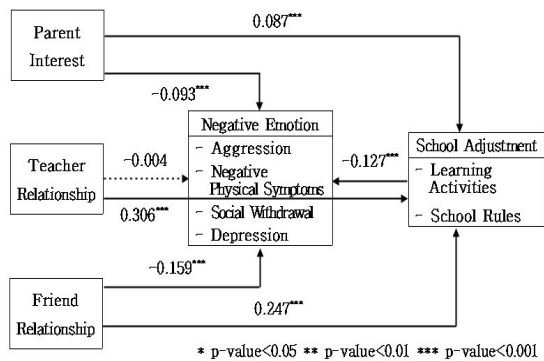 0.087***
Parent
Interest
-0.093***
Negative Emotion
- Aggression
- Negative
Physical Symptoms
- Social Withdrawal
- Depression
School Adjustment
- Learning
Activities
- School Rules
-0.127***
Teacher
Relationship
-0.004
0.306***
-0.159***
Friend
Relationship
0.247***
* p-value<0.05 ** p-value<0.01 *** p-value<0.001